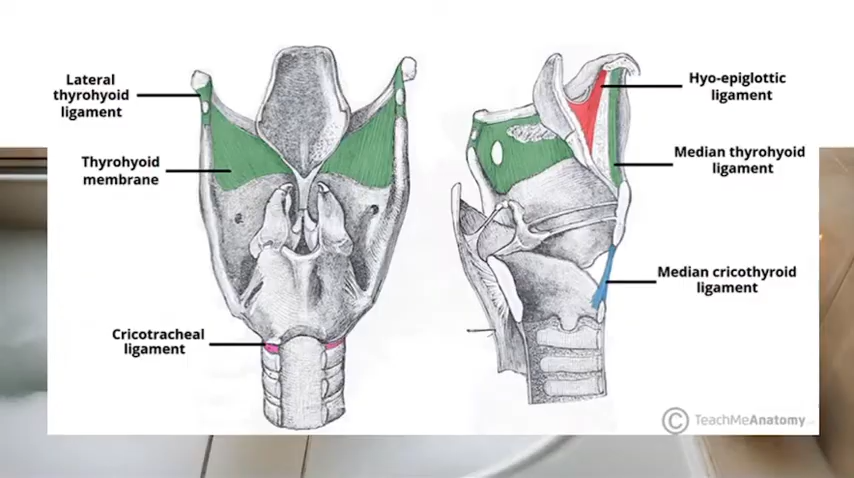 Lateral
thyrohyoid
ligament
Thyrohyoid
membrane
Cricotracheal
ligament
Hyo-epiglottic
ligament
Median thyrohyoid
ligament
Median cricothyroid
ligament
© TeachMeAnatomy